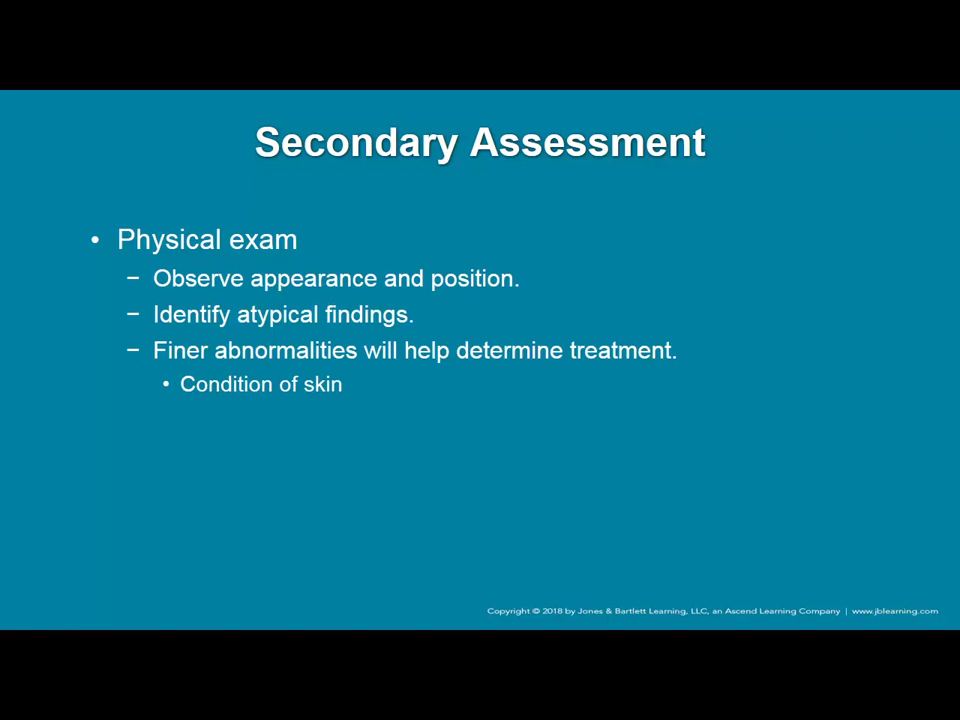 Secondary Assessment
• Physical exam
− Observe appearance and position.
− Identify atypical findings.
− Finer abnormalities will help determine treatment.
• Condition of skin
Copyright © 2018 by Jones & Bartlett Learning, LLC, an Ascend Learning Company | www.jblearning.com